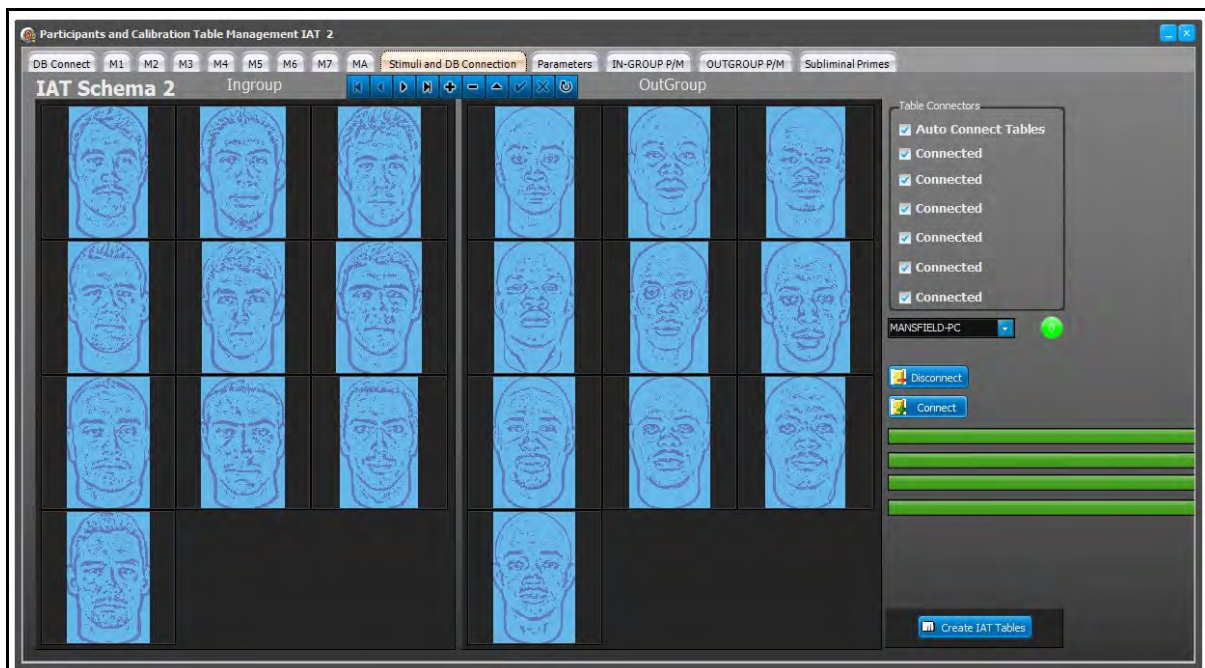 Participants and Calibration Table Management IAT 2
DB Connect M1 M2 M3 M4 M5 M6 M7 MA Stimuli and DB Connection Parameters IN-GROUP P/M OUTGROUP P/M Subliminal Primes
IAT Schema 2 Ingroup OutGroup
Table Connectors
Auto Connect Tables
Connected
Connected
Connected
Connected
Connected
Connected
MANSFIELD-PC
Disconnect
Connect
Create IAT Tables